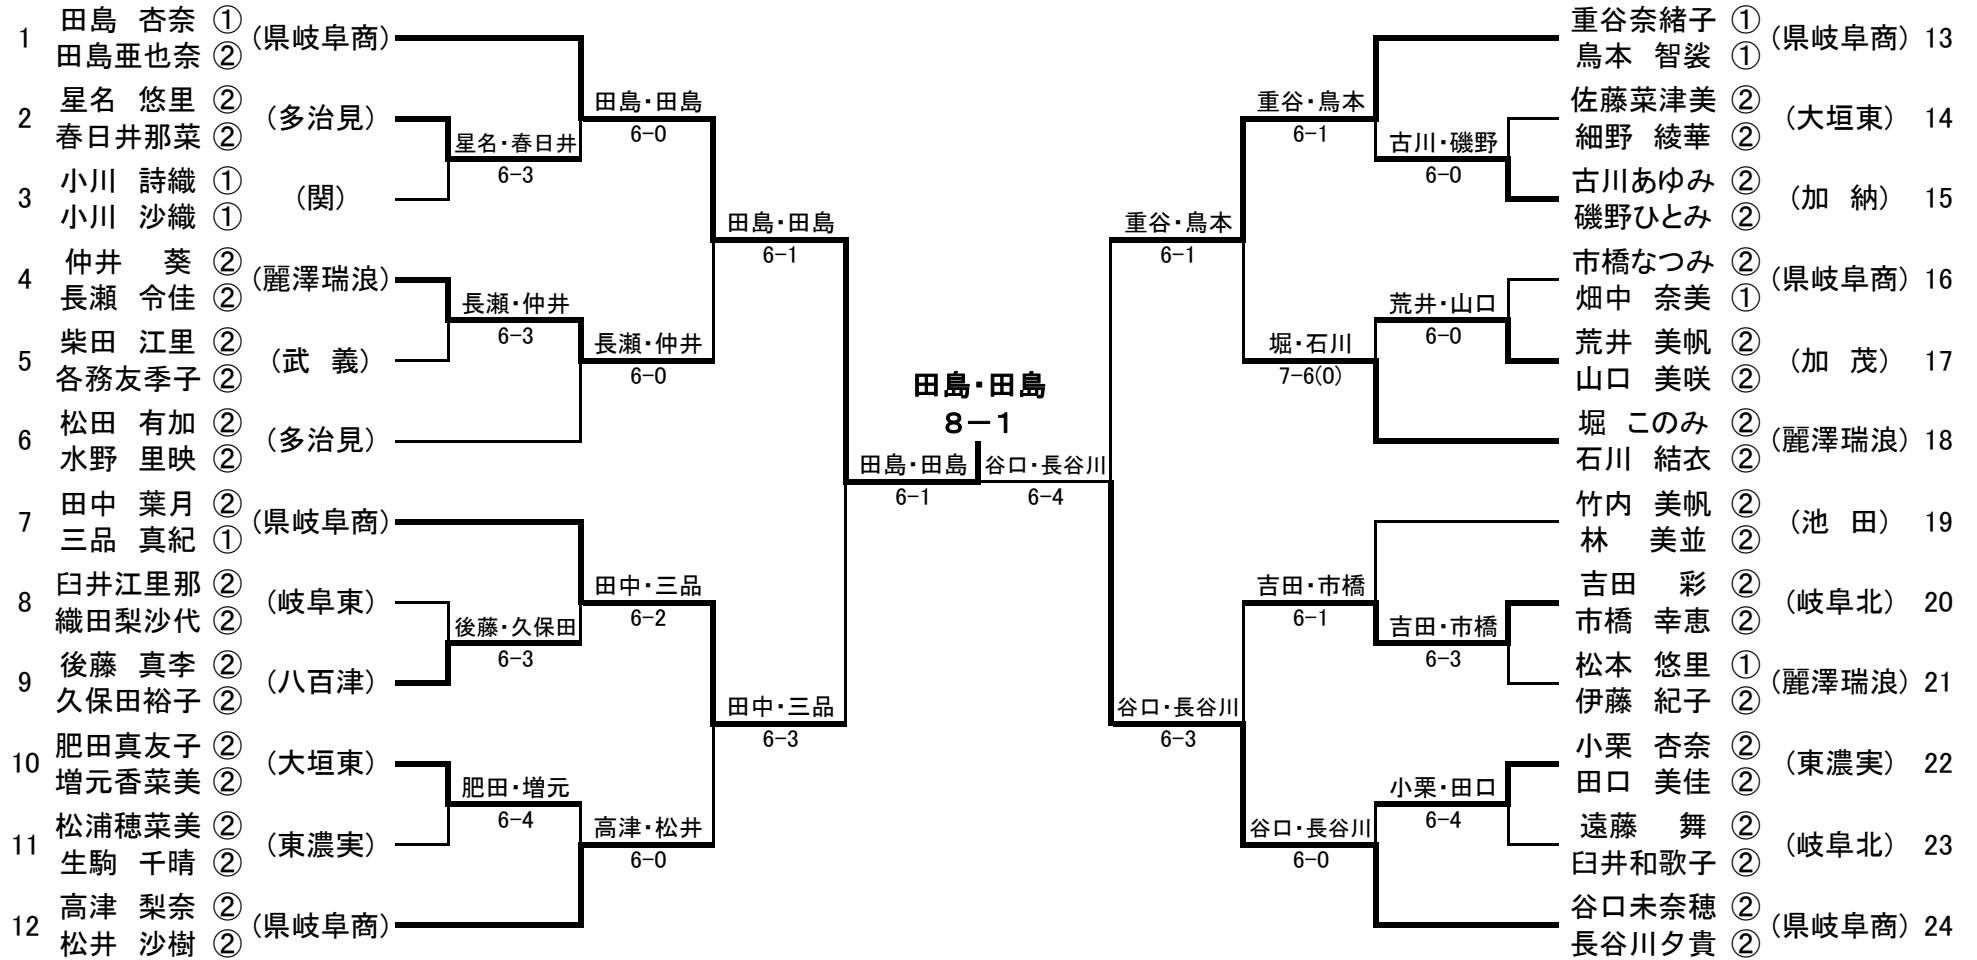 1 田島 杏奈 ① (県岐阜商)
田島亜也奈 ②
2 星名 悠里 ② (多治見)
春日井那菜 ②
3 小川 詩織 ① (関)
小川 沙織 ①
4 仲井 葵 ② (麗澤瑞浪)
長瀬 令佳 ②
5 柴田 江里 ② (武 義)
各務友季子 ②
6 松田 有加 ② (多治見)
水野 里映 ②
7 田中 葉月 ② (県岐阜商)
三品 真紀 ①
8 臼井江里那 ② (岐阜東)
織田梨沙代 ②
9 後藤 真李 ② (八百津)
久保田裕子 ②
10 肥田真友子 ② (大垣東)
増元香菜美 ②
11 松浦穂菜美 ② (東濃実)
生駒 千晴 ②
12 高津 梨奈 ② (県岐阜商)
松井 沙樹 ②
星名・春日井
6-3
長瀬・仲井
6-3
後藤・久保田
6-3
肥田・増元
6-4
田島・田島
6-0
長瀬・仲井
6-0
田中・三品
6-2
高津・松井
6-0
田島・田島
6-1
田中・三品
6-3
田島・田島
6-1
田島・田島
8-1
谷口・長谷川
6-4
重谷・鳥本
6-1
谷口・長谷川
6-3
重谷・鳥本
6-1
堀・石川
7-6(0)
吉田・市橋
6-1
谷口・長谷川
6-0
古川・磯野
6-0
荒井・山口
6-0
吉田・市橋
6-3
小栗・田口
6-4
重谷奈緒子 ① (県岐阜商) 13
鳥本 智裟 ①
佐藤菜津美 ② (大垣東) 14
細野 綾華 ②
古川あゆみ ② (加 納) 15
磯野ひとみ ②
市橋なつみ ② (県岐阜商) 16
畑中 奈美 ①
荒井 美帆 ② (加 茂) 17
山口 美咲 ②
堀 このみ ② (麗澤瑞浪) 18
石川 結衣 ②
竹内 美帆 ② (池 田) 19
林 美並 ②
吉田 彩 ② (岐阜北) 20
市橋 幸恵 ②
松本 悠里 ① (麗澤瑞浪) 21
伊藤 紀子 ②
小栗 杏奈 ② (東濃実) 22
田口 美佳 ②
遠藤 舞 ② (岐阜北) 23
臼井和歌子 ②
谷口未奈穂 ② (県岐阜商) 24
長谷川夕貴 ②